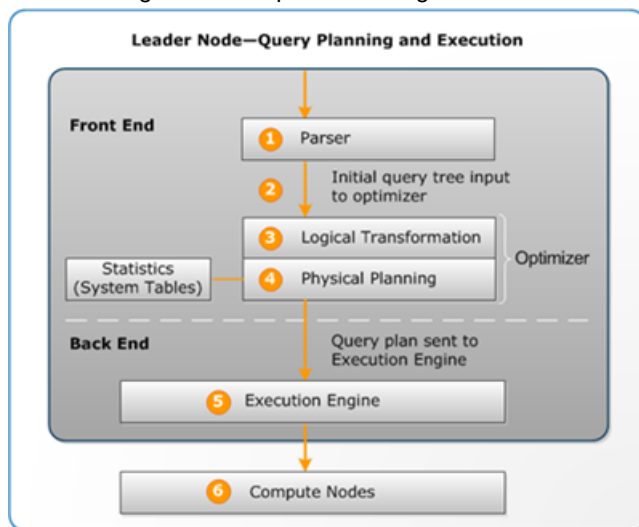 Leader Node—Query Planning and Execution
Front End
1 Parser
2 Initial query tree input
to optimizer
3 Logical Transformation
Optimizer
Statistics
(System Tables)
4 Physical Planning
Back End
Query plan sent to
Execution Engine
5 Execution Engine
6 Compute Nodes